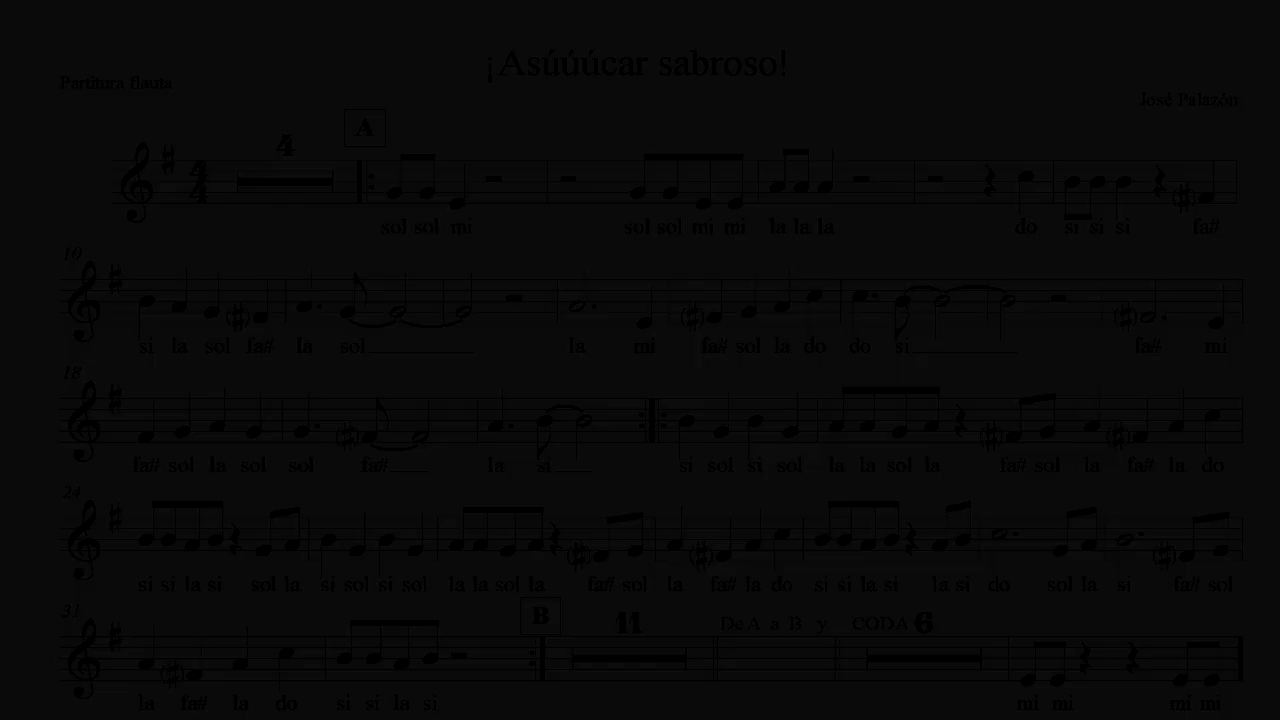 ¡Asúúúcar sabroso!
Partitura flauta
José Palazón
4
A
4
4
sol sol mi sol sol mi mi la la la do si si si fa#
10
si la sol fa# la sol la mi fa# sol la do do si fa# mi
18
fa# sol la sol sol fa# la si si sol si sol la la sol la fa# sol la fa# la do
24
si si la si sol la si sol si sol la la sol la fa# sol la fa# la do si si la si la si do sol la si fa# sol
31
B
11
De A a B y CODA
6
la fa# la do si si la si mi mi mi mi